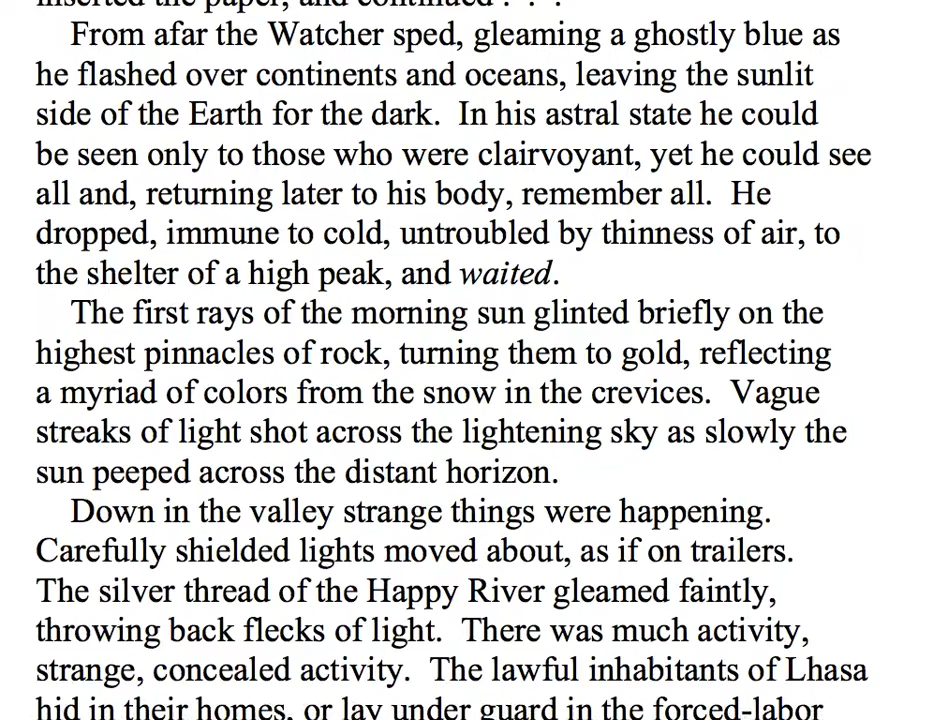 inserted the paper, and continued . . .
From afar the Watcher sped, gleaming a ghostly blue as
he flashed over continents and oceans, leaving the sunlit
side of the Earth for the dark. In his astral state he could
be seen only to those who were clairvoyant, yet he could see
all and, returning later to his body, remember all. He
dropped, immune to cold, untroubled by thinness of air, to
the shelter of a high peak, and waited.
The first rays of the morning sun glinted briefly on the
highest pinnacles of rock, turning them to gold, reflecting
a myriad of colors from the snow in the crevices. Vague
streaks of light shot across the lightening sky as slowly the
sun peeped across the distant horizon.
Down in the valley strange things were happening.
Carefully shielded lights moved about, as if on trailers.
The silver thread of the Happy River gleamed faintly,
throwing back flecks of light. There was much activity,
strange, concealed activity. The lawful inhabitants of Lhasa
hid in their homes, or lay under guard in the forced-labor